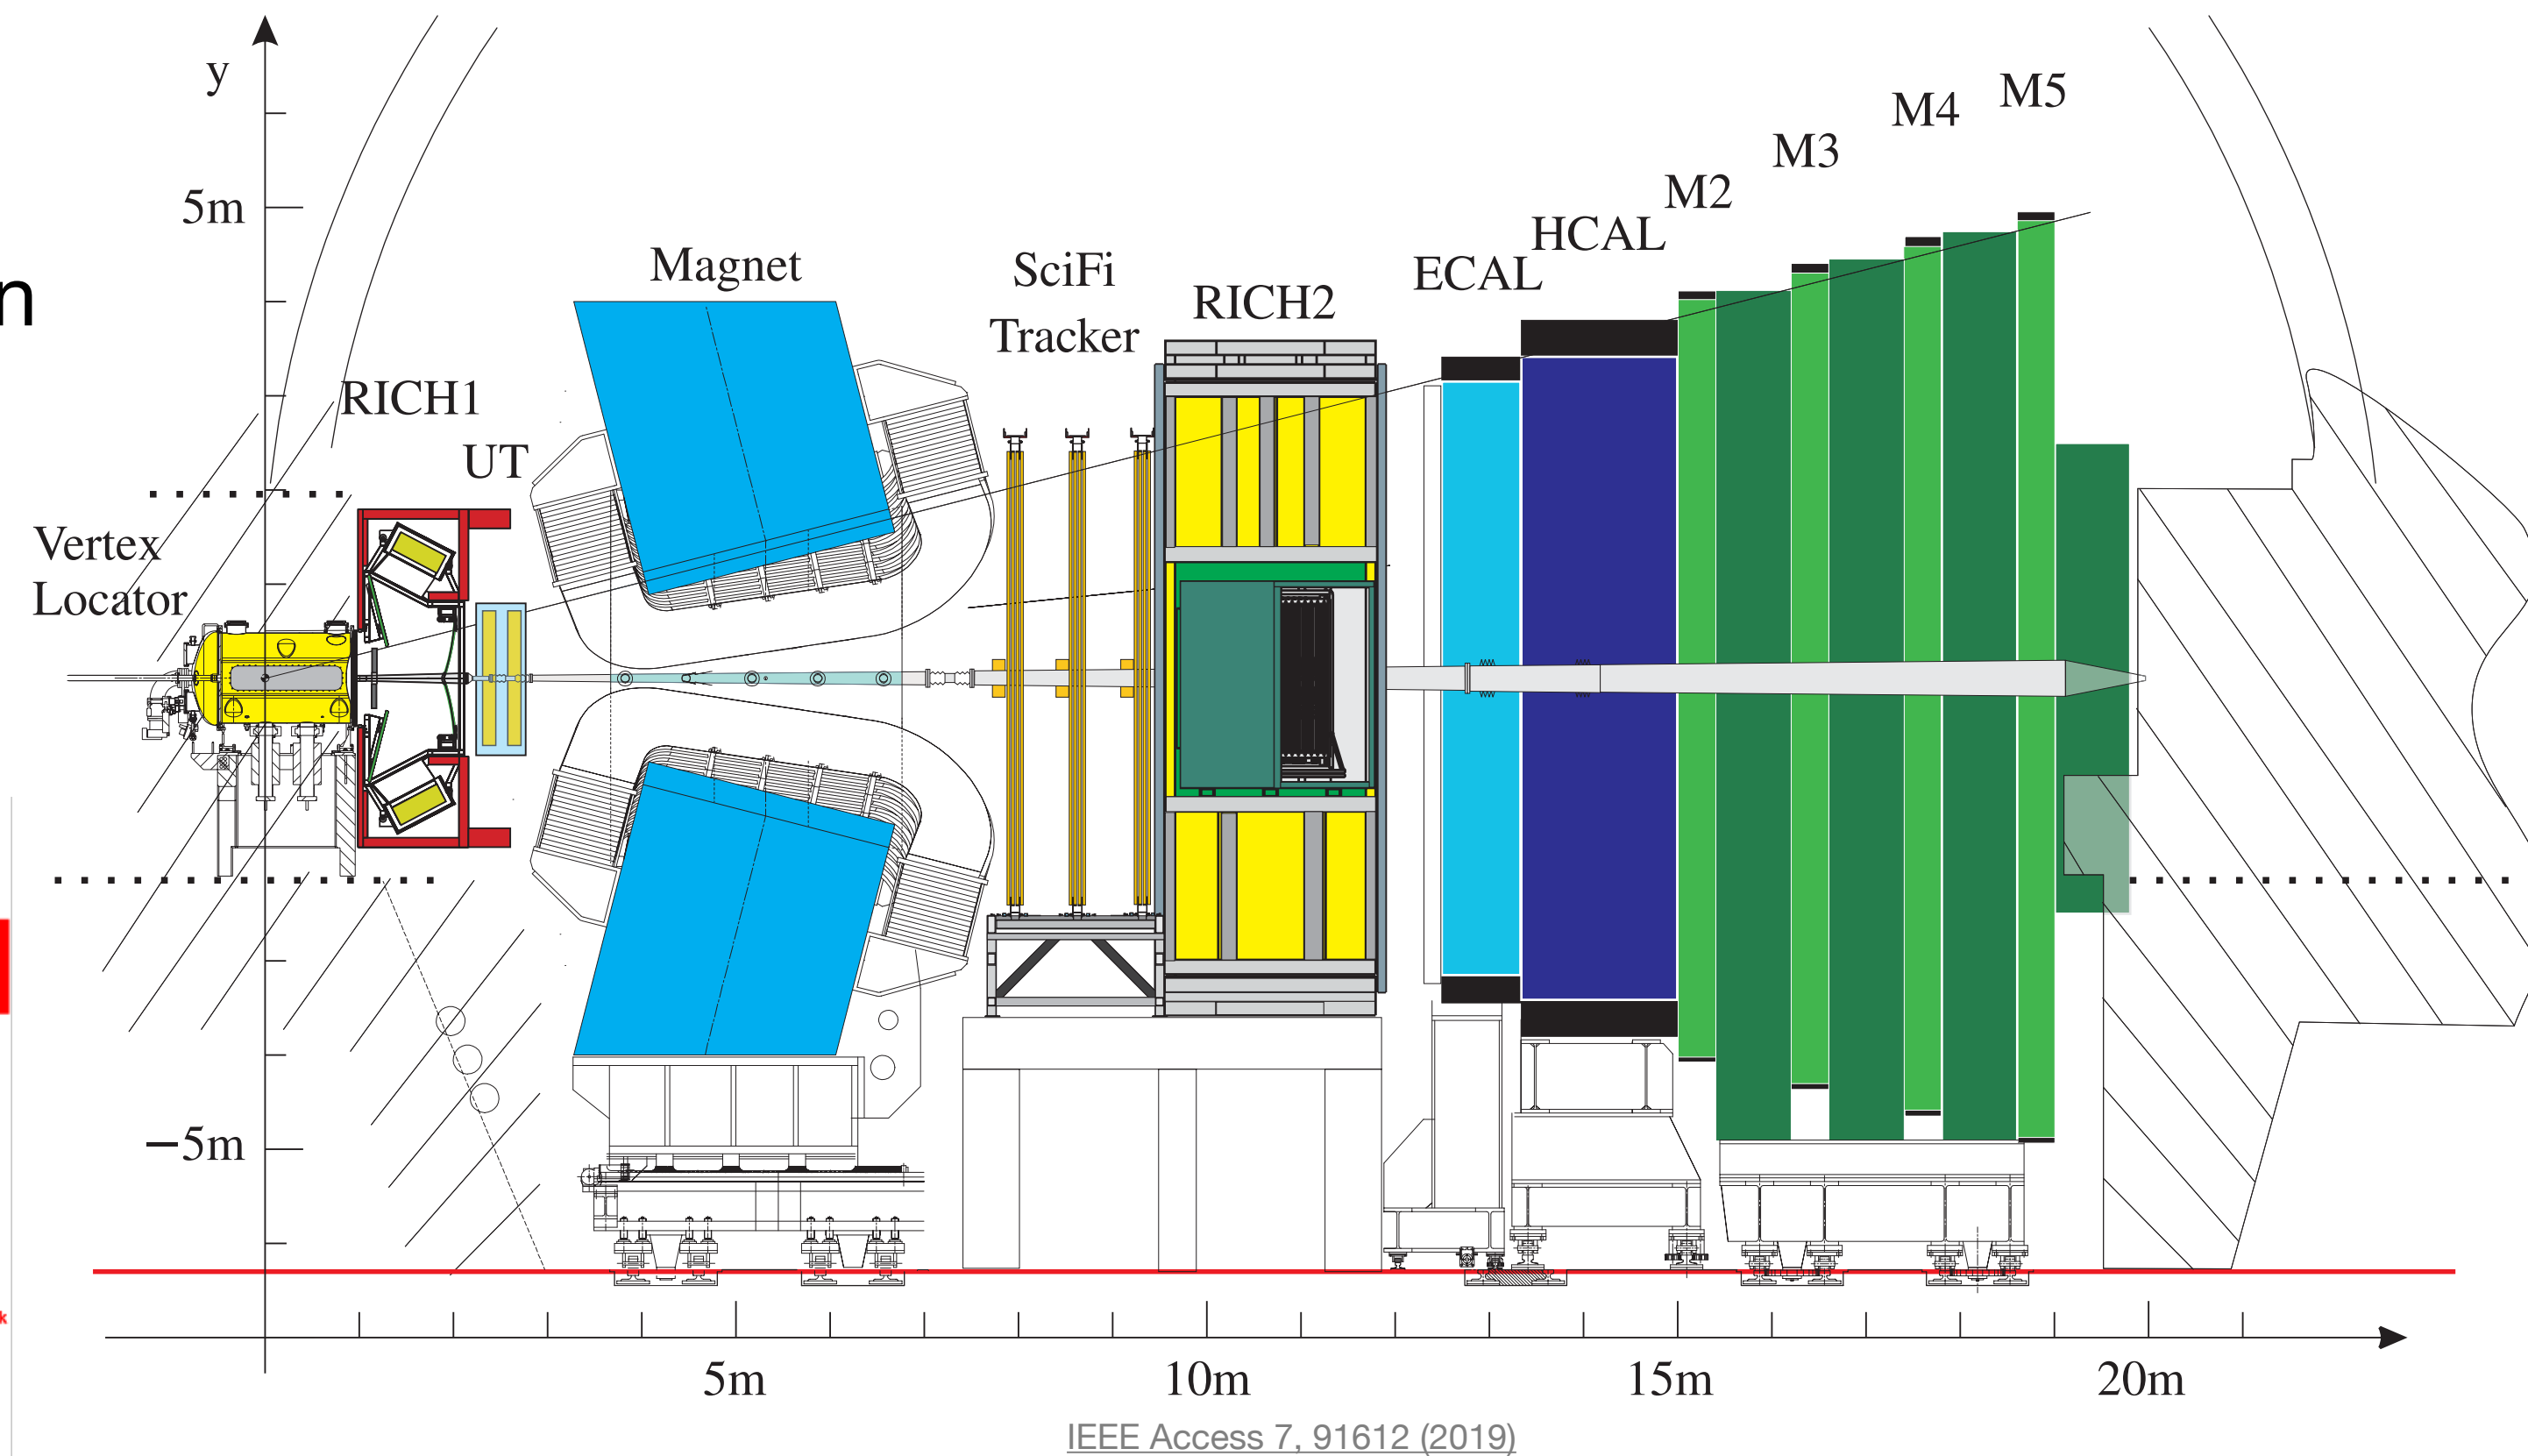 y
M5
M4
M3
M2
5m
HCAL
Magnet
SciFi
Tracker
ECAL
RICH2
n
RICH1
UT
Vertex
Locator
−5m
k
5m
10m
15m
20m
IEEE Access 7, 91612 (2019)